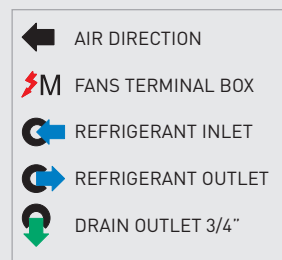 AIR DIRECTION
M FANS TERMINAL BOX
REFRIGERANT INLET
REFRIGERANT OUTLET
DRAIN OUTLET 3/4”